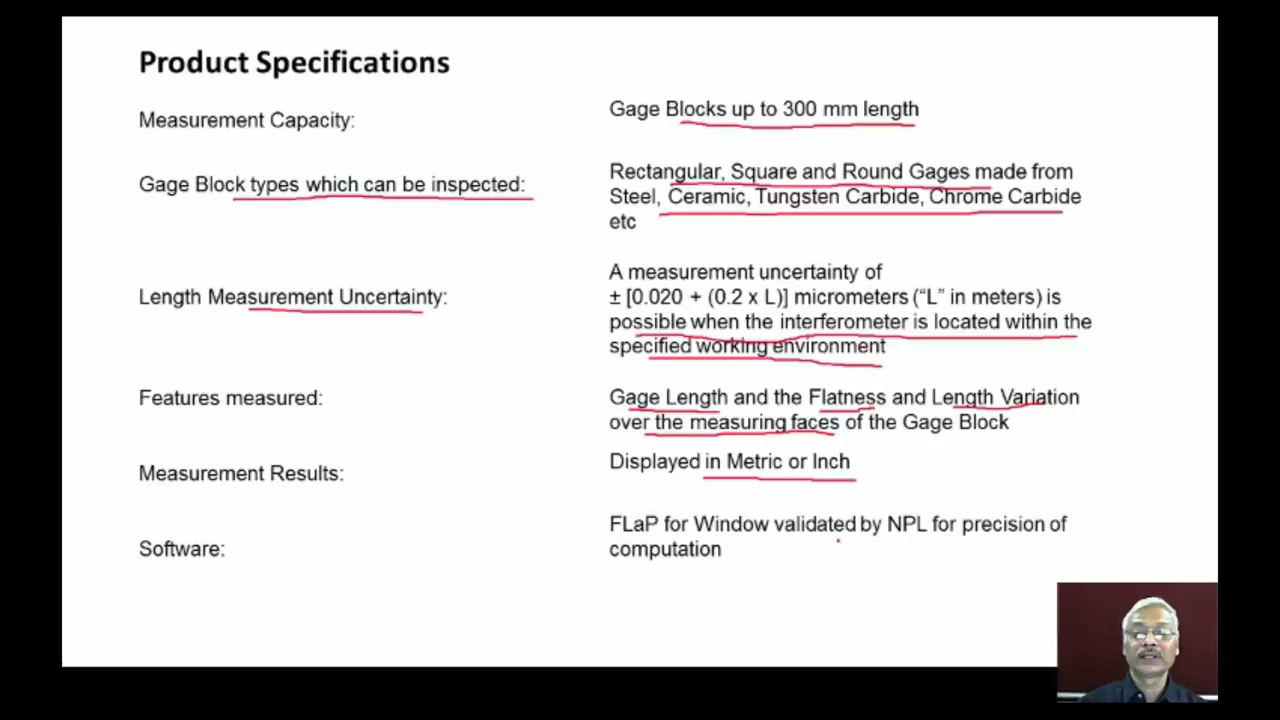 Product Specifications
Measurement Capacity:
Gage Blocks up to 300 mm length
Gage Block types which can be inspected:
Rectangular, Square and Round Gages made from
Steel, Ceramic, Tungsten Carbide, Chrome Carbide
etc
Length Measurement Uncertainty:
A measurement uncertainty of
± [0.020 + (0.2 x L)] micrometers (“L” in meters) is
possible when the interferometer is located within the
specified working environment
Features measured:
Gage Length and the Flatness and Length Variation
over the measuring faces of the Gage Block
Measurement Results:
Displayed in Metric or Inch
Software:
FLaP for Window validated by NPL for precision of
computation